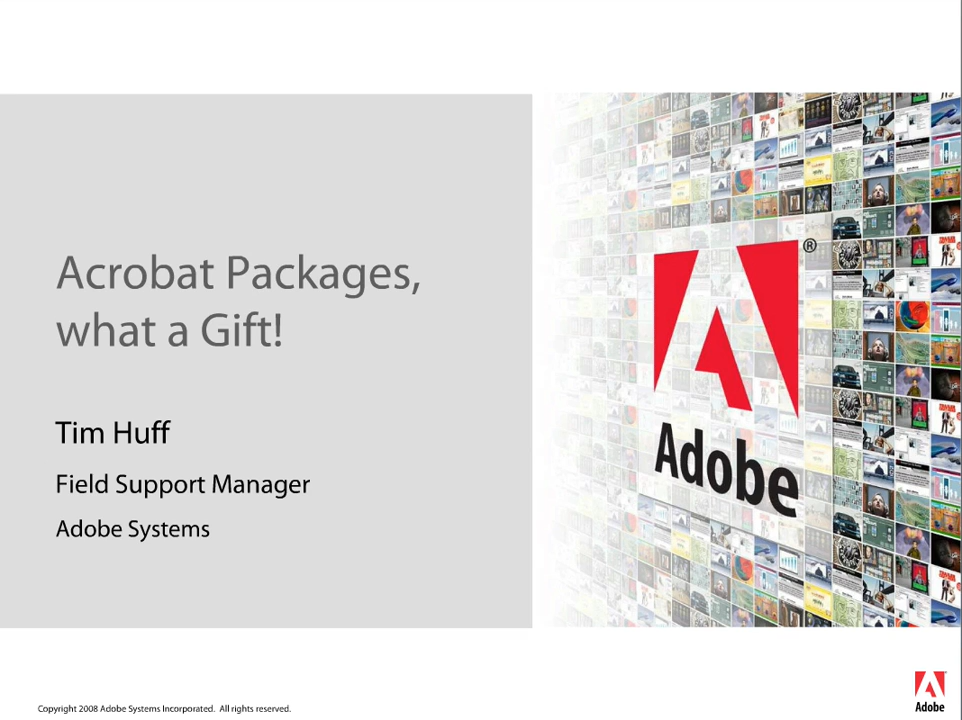 Acrobat Packages,
what a Gift!
Tim Huff
Field Support Manager
Adobe Systems
®
Adobe
Copyright 2008 Adobe Systems Incorporated.  All rights reserved.
Adobe